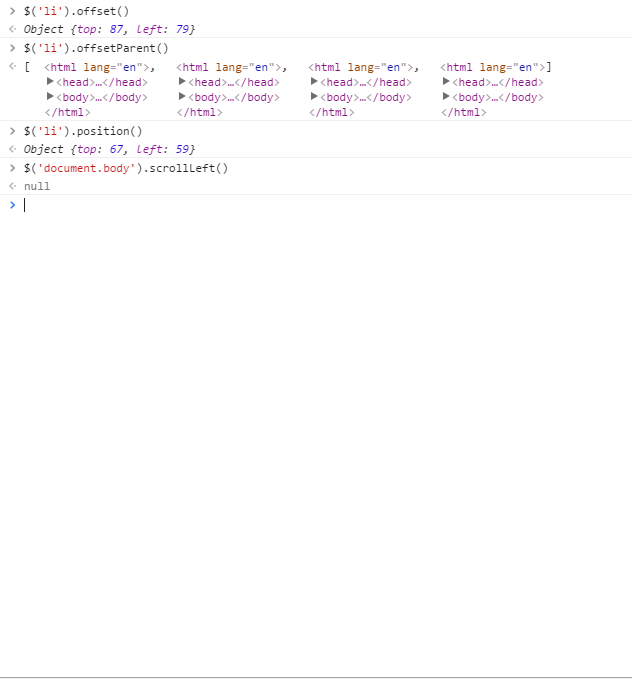 > $('li').offset()
<· Object {top: 87, left: 79}
> $('li').offsetParent()
<· [ <html lang="en">, <html lang="en">, <html lang="en">, <html lang="en">]
▶<head>…</head> ▶<head>…</head> ▶<head>…</head> ▶<head>…</head>
▶<body>…</body> ▶<body>…</body> ▶<body>…</body> ▶<body>…</body>
</html> </html> </html> </html>
> $('li').position()
<· Object {top: 67, left: 59}
> $('document.body').scrollLeft()
<· null
>